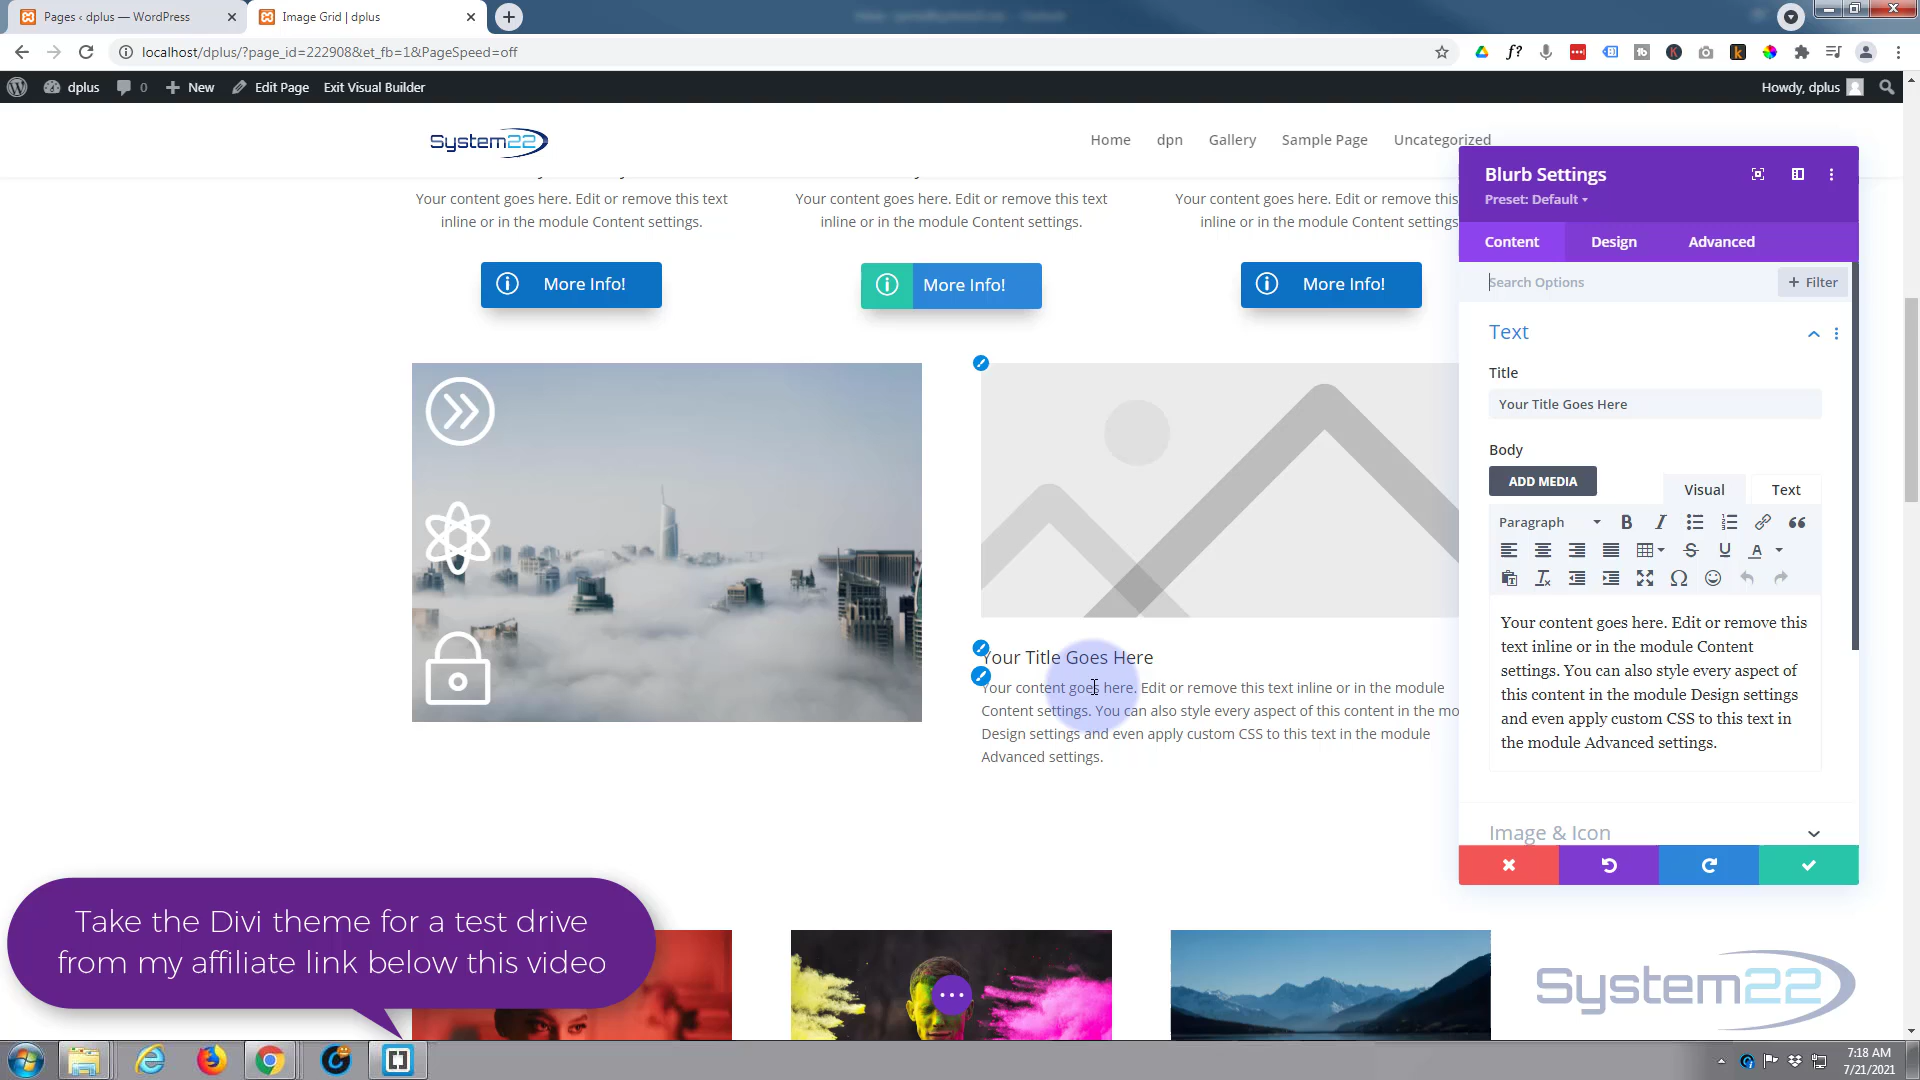 Pages ‹ dplus — WordPress
Image Grid | dplus
localhost/dplus/?page_id=222908&et_fb=1&PageSpeed=off
dplus
0
New
Edit Page
Exit Visual Builder
Howdy, dplus
System22
Home
dpn
Gallery
Sample Page
Uncategorized
Your content goes here. Edit or remove this text
inline or in the module Content settings.
Your content goes here. Edit or remove this text
inline or in the module Content settings.
Your content goes here. Edit or remove this
inline or in the module Content settings
More Info!
More Info!
More Info!
Your Title Goes Here
Your content goes here. Edit or remove this text inline or in the module
Content settings. You can also style every aspect of this content in the mo
Design settings and even apply custom CSS to this text in the module
Advanced settings.
Blurb Settings
Preset: Default
Content
Design
Advanced
Search Options
+ Filter
Text
Title
Your Title Goes Here
Body
ADD MEDIA
Visual
Text
Paragraph
Your content goes here. Edit or remove this
text inline or in the module Content
settings. You can also style every aspect of
this content in the module Design settings
and even apply custom CSS to this text in
the module Advanced settings.
Image & Icon
Take the Divi theme for a test drive
from my affiliate link below this video
System22
7:18 AM
7/21/2021